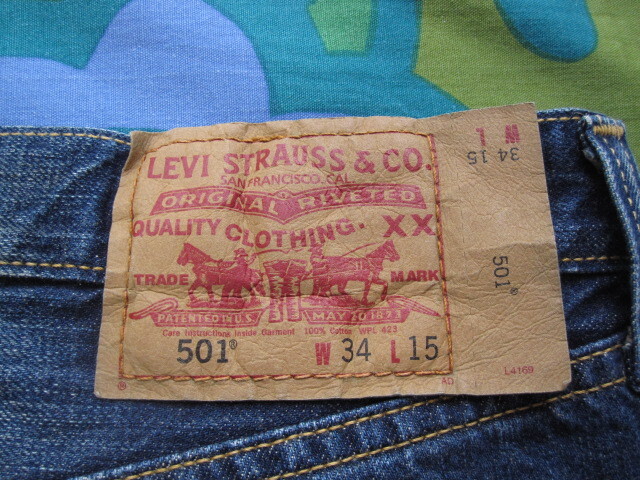 LEVI STRAUSS & CO.
SAN FRANCISCO, CAL
ORIGINAL RIVETED
QUALITY CLOTHING. XX
TRADE MARK
PATENTED IN U.S. MAY 20 1873
Care Instructions Inside Garment 100% Cotton WPL 423
501® W 34 L 15
® AD
W L
34 15
501®
L4169